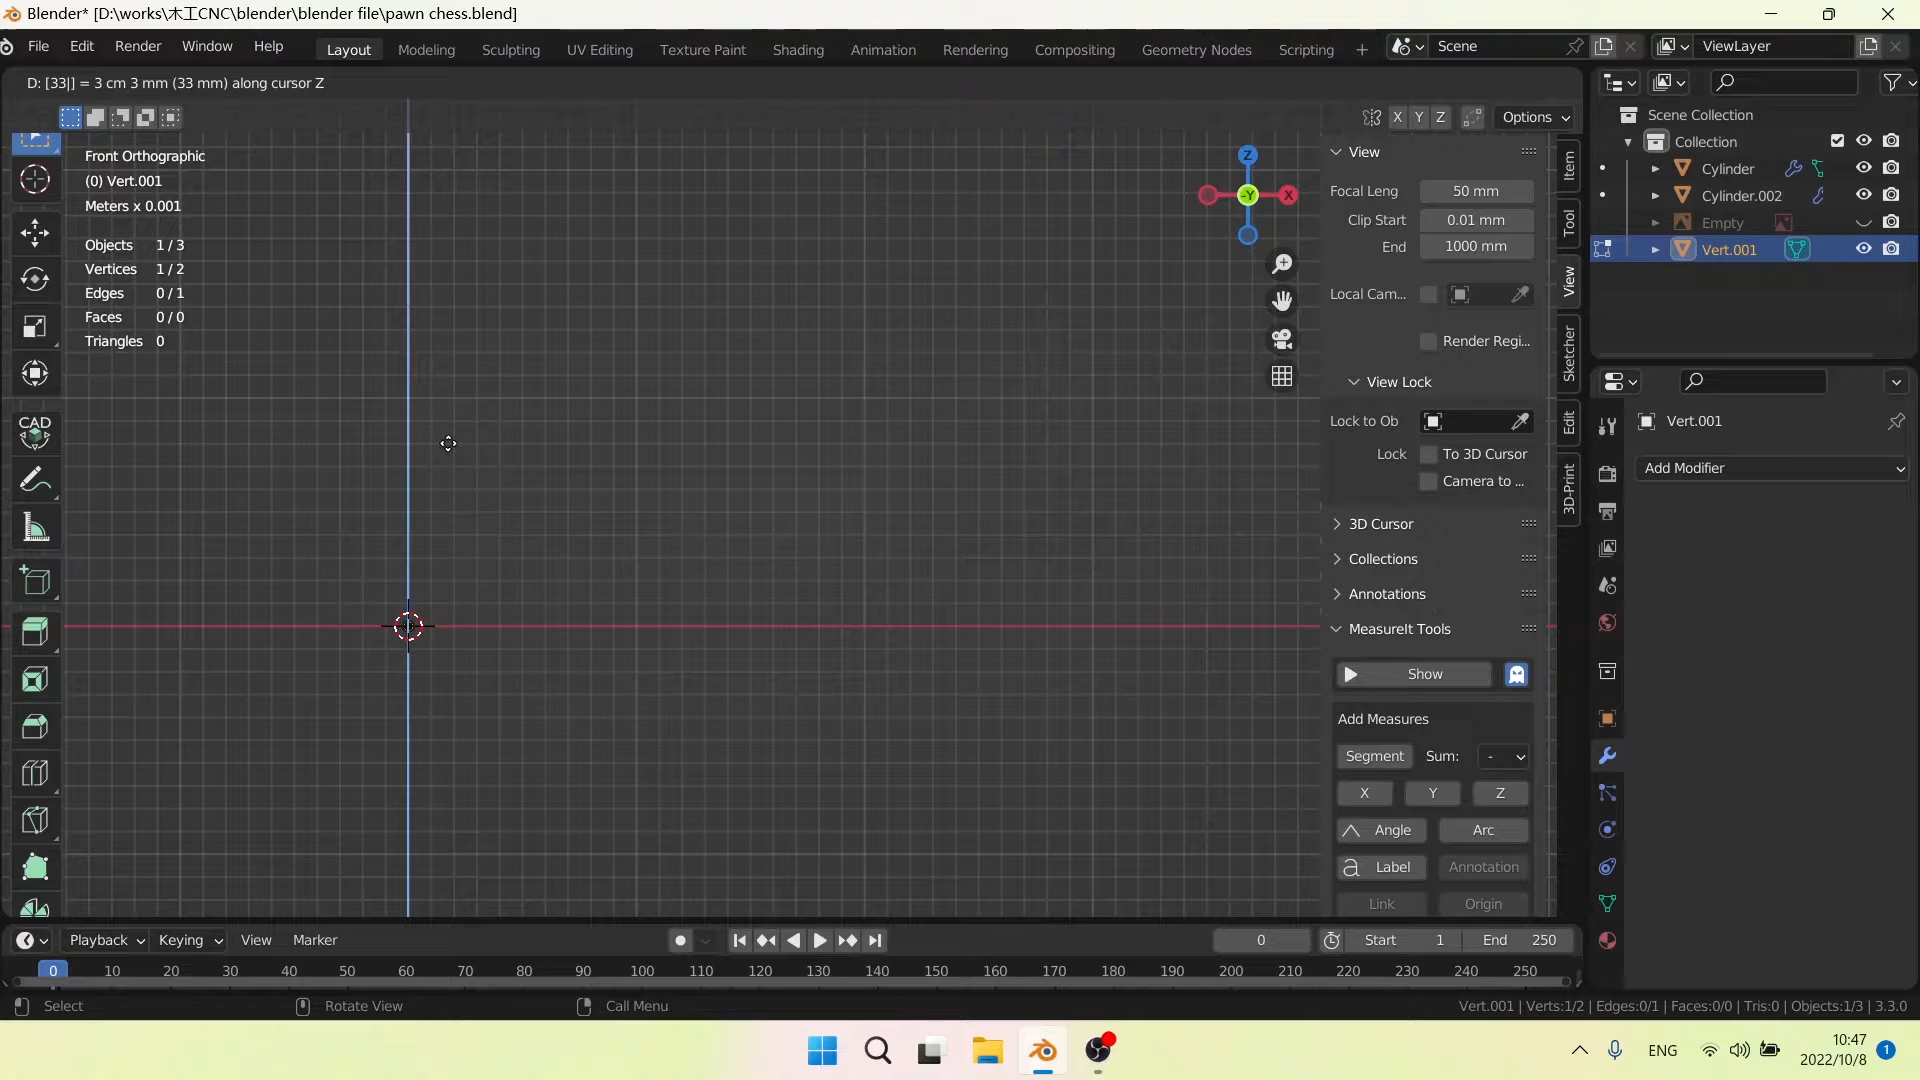 Blender* [D:\works\木工CNC\blender\blender file\pawn chess.blend]
File Edit Render Window Help Layout Modeling Sculpting UV Editing Texture Paint Shading Animation Rendering Compositing Geometry Nodes Scripting + Scene ViewLayer
D: [33|] = 3 cm 3 mm (33 mm) along cursor Z
X Y Z Options
Front Orthographic
(0) Vert.001
Meters x 0.001
Objects 1 / 3
Vertices 1 / 2
Edges 0 / 1
Faces 0 / 0
Triangles 0
CAD
Z
-Y
X
View
Focal Leng 50 mm
Clip Start 0.01 mm
End 1000 mm
Local Cam...
Render Regi...
View Lock
Lock to Ob
Lock To 3D Cursor
Camera to ...
3D Cursor
Collections
Annotations
MeasureIt Tools
Show
Add Measures
Segment Sum: -
X Y Z
Angle Arc
a Label Annotation
Link Origin
Item
Tool
View
Sketcher
Edit
3D-Print
Scene Collection
Collection
Cylinder
Cylinder.002
Empty
Vert.001
Vert.001
Add Modifier
Playback Keying View Marker 0 Start 1 End 250
0 10 20 30 40 50 60 70 80 90 100 110 120 130 140 150 160 170 180 190 200 210 220 230 240 250
Select Rotate View Call Menu Vert.001 | Verts:1/2 | Edges:0/1 | Faces:0/0 | Tris:0 | Objects:1/3 | 3.3.0
ENG 10:47
2022/10/8 1